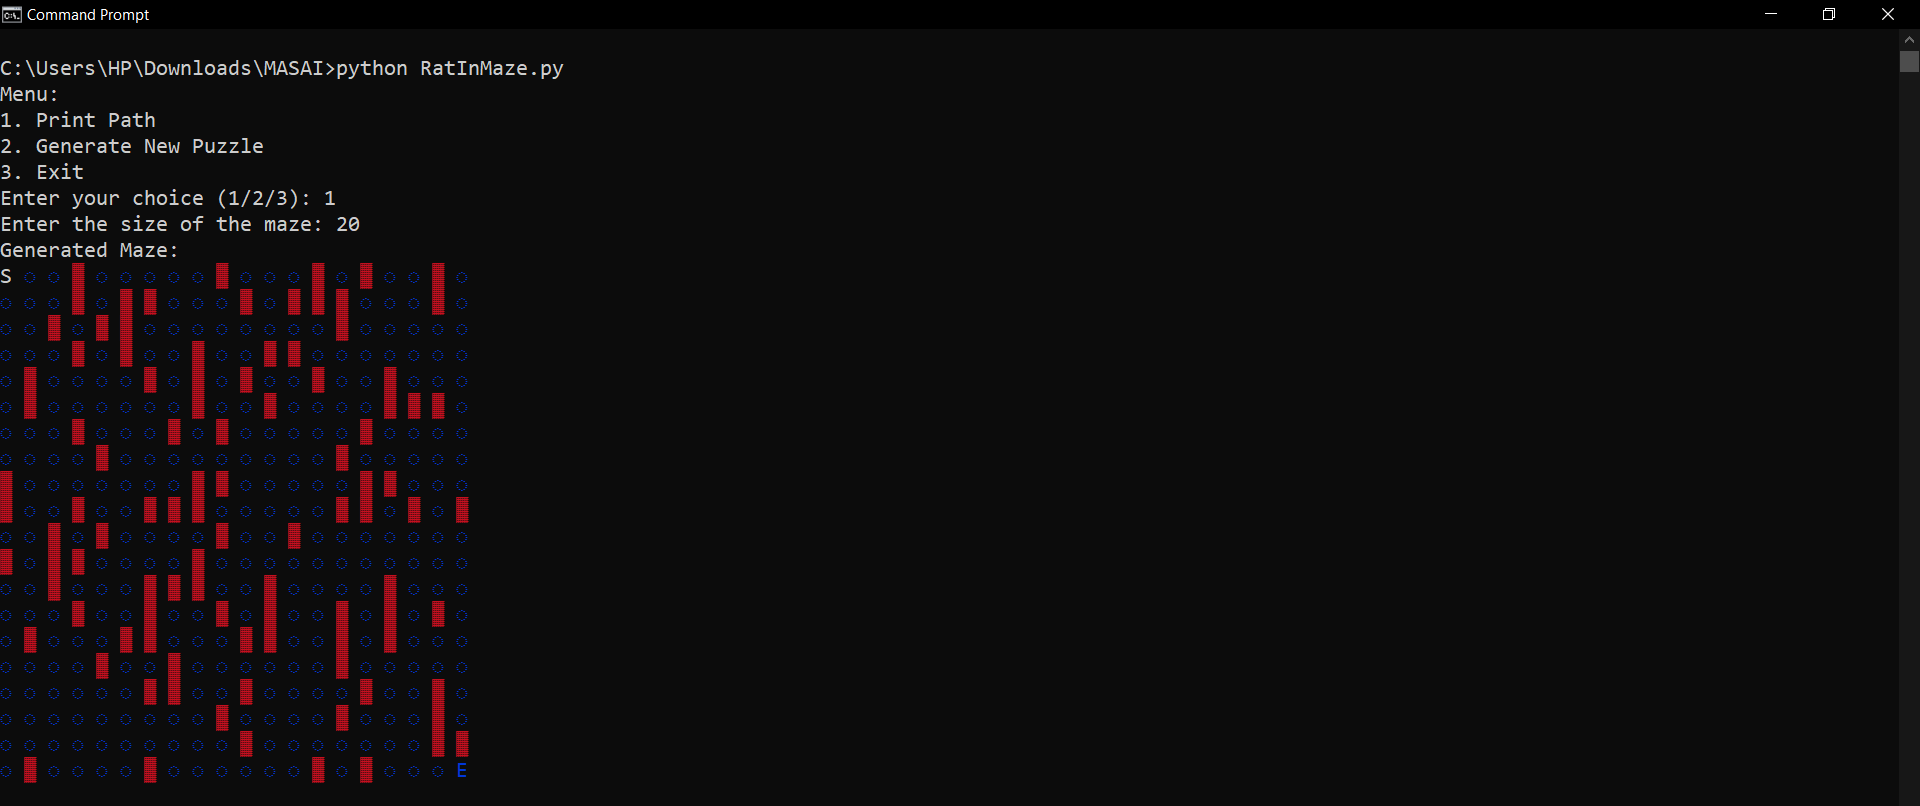 Command Prompt
C:\Users\HP\Downloads\MASAI>python RatInMaze.py
Menu:
1. Print Path
2. Generate New Puzzle
3. Exit
Enter your choice (1/2/3): 1
Enter the size of the maze: 20
Generated Maze:
S
E